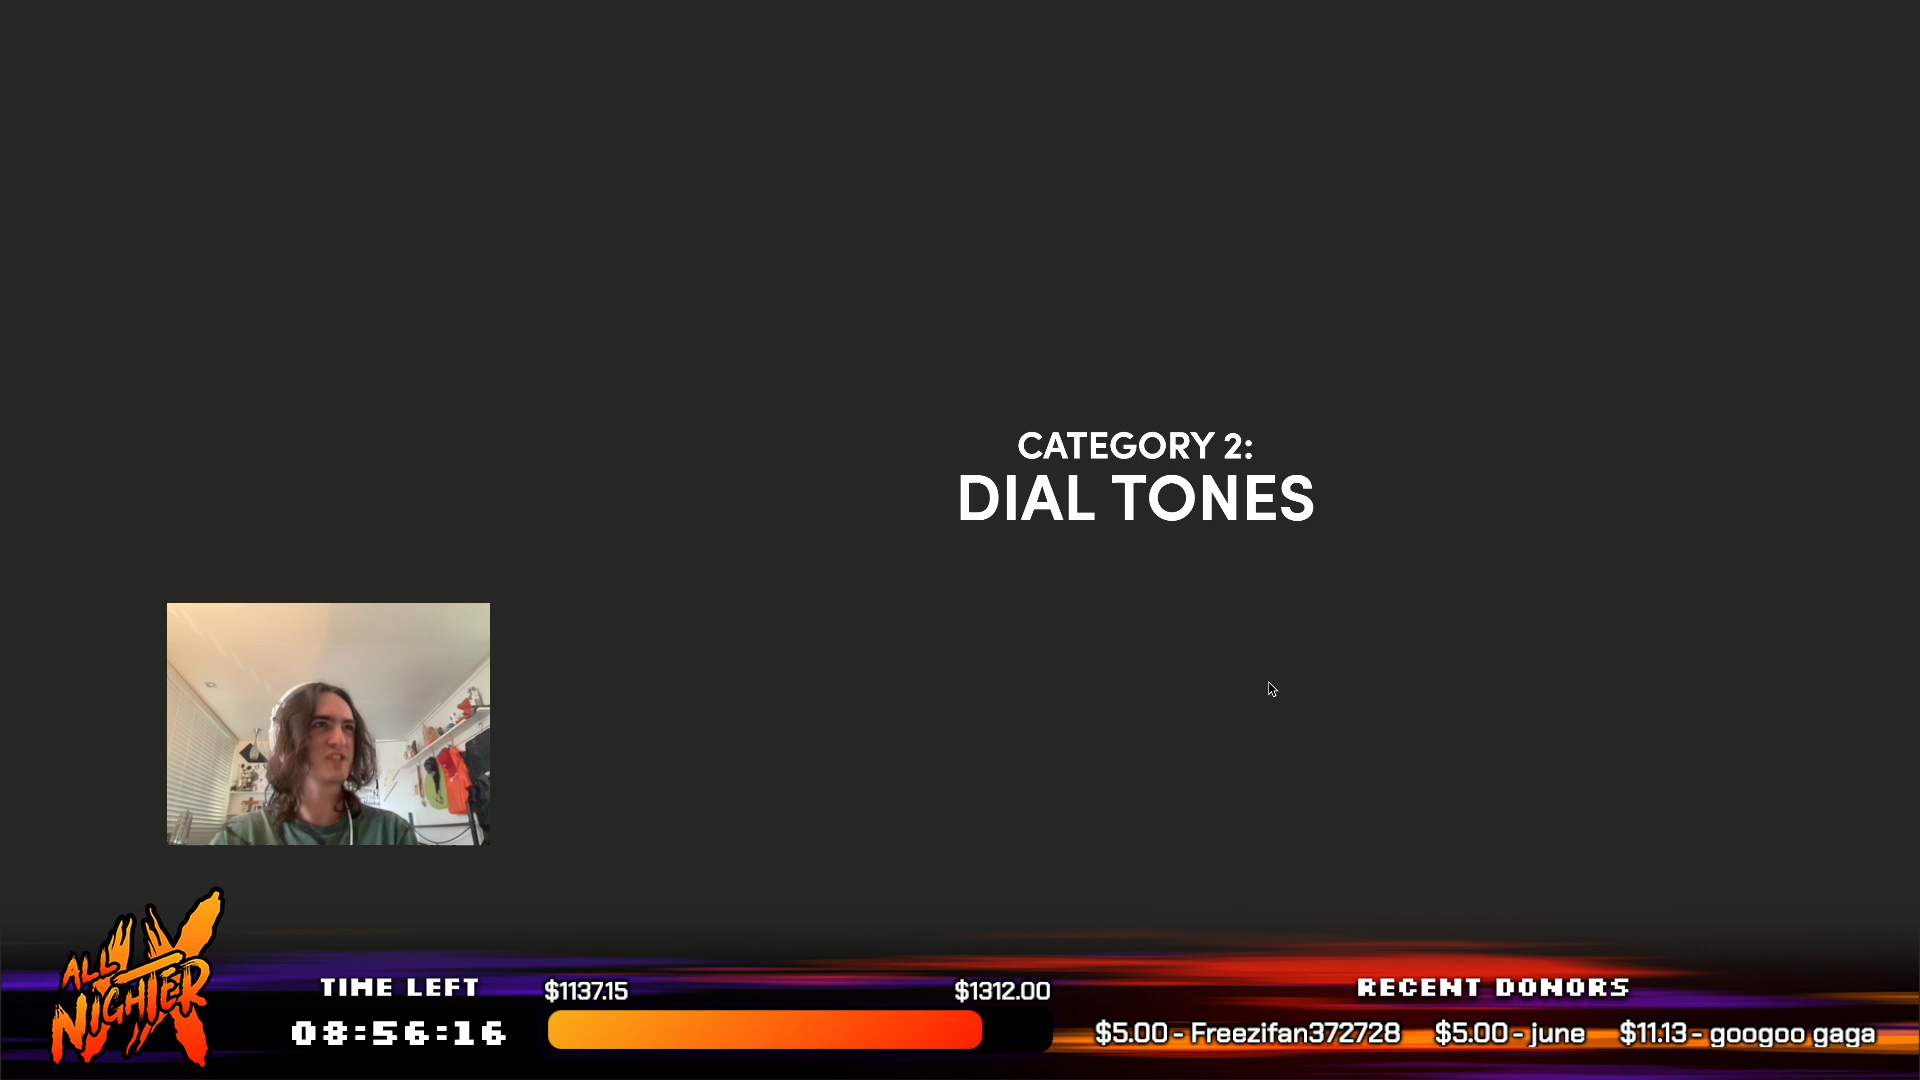 CATEGORY 2:
DIAL TONES
ALL
NIGHTER
X
TIME LEFT
08:56:16
$1137.15
$1312.00
RECENT DONORS
$5.00 - Freezifan372728 $5.00 - june $11.13 - googoo gaga